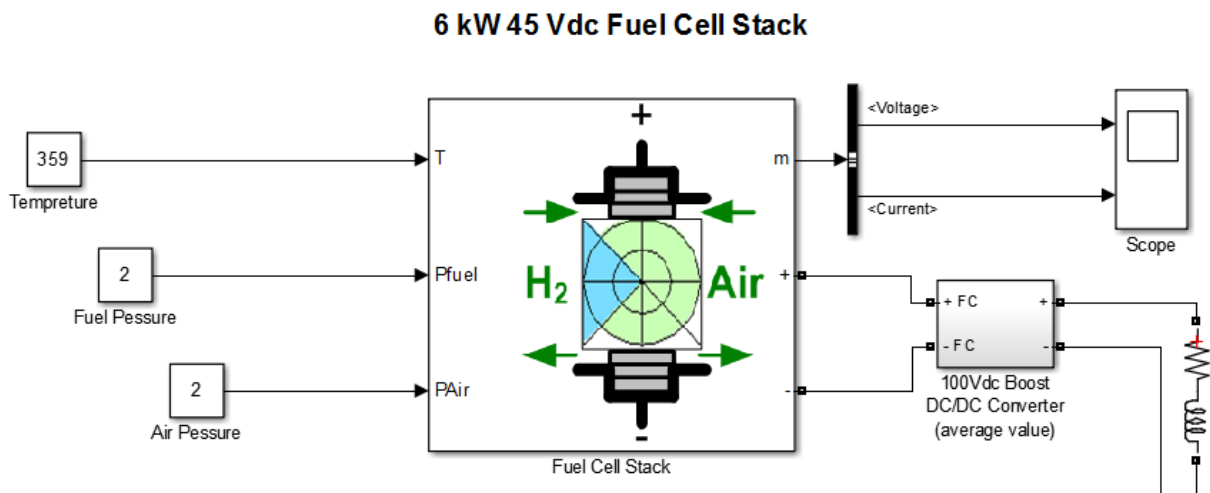 6 kW 45 Vdc Fuel Cell Stack
359
Tempreture
2
Fuel Pessure
2
Air Pessure
T
Pfuel
PAir
+
H₂
Air
-
m
+
-
Fuel Cell Stack
<Voltage>
<Current>
Scope
+ FC
- FC
+
-
100Vdc Boost
DC/DC Converter
(average value)
+